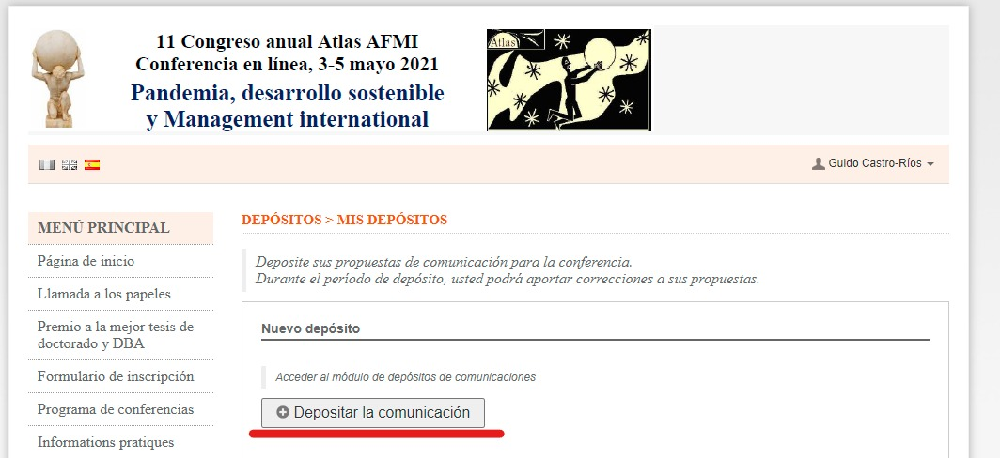 11 Congreso anual Atlas AFMI
Conferencia en línea, 3-5 mayo 2021
Pandemia, desarrollo sostenible
y Management international
Atlas
Guido Castro-Ríos
MENÚ PRINCIPAL
Página de inicio
Llamada a los papeles
Premio a la mejor tesis de
doctorado y DBA
Formulario de inscripción
Programa de conferencias
Informations pratiques
DEPÓSITOS > MIS DEPÓSITOS
Deposite sus propuestas de comunicación para la conferencia.
Durante el período de depósito, usted podrá aportar correcciones a sus propuestas.
Nuevo depósito
Acceder al módulo de depósitos de comunicaciones
Depositar la comunicación